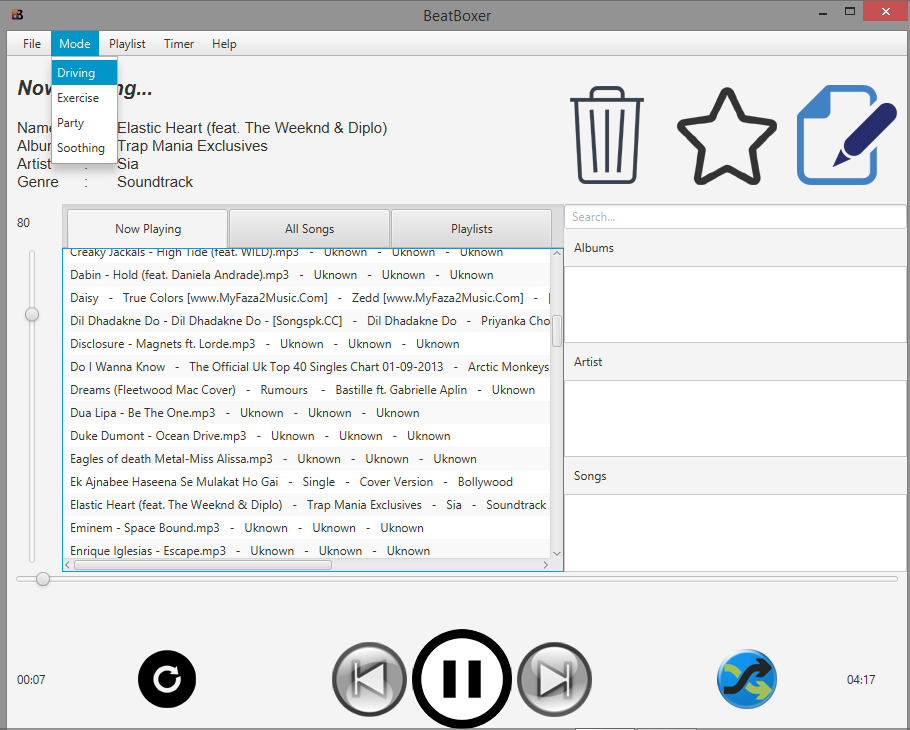 BeatBoxer
File Mode Playlist Timer Help
Driving
Exercise
Party
Soothing
Now ng...
Name Elastic Heart (feat. The Weeknd & Diplo)
Album Trap Mania Exclusives
Artist : Sia
Genre : Soundtrack
80
Now Playing All Songs Playlists
Creaky Jackals - High Tide (feat. WILD).mp3 - Uknown - Uknown - Uknown
Dabin - Hold (feat. Daniela Andrade).mp3 - Uknown - Uknown - Uknown
Daisy - True Colors [www.MyFaza2Music.Com] - Zedd [www.MyFaza2Music.Com] - [
Dil Dhadakne Do - Dil Dhadakne Do - [Songspk.CC] - Dil Dhadakne Do - Priyanka Cho
Disclosure - Magnets ft. Lorde.mp3 - Uknown - Uknown - Uknown
Do I Wanna Know - The Official Uk Top 40 Singles Chart 01-09-2013 - Arctic Monkeys
Dreams (Fleetwood Mac Cover) - Rumours - Bastille ft. Gabrielle Aplin - Uknown
Dua Lipa - Be The One.mp3 - Uknown - Uknown - Uknown
Duke Dumont - Ocean Drive.mp3 - Uknown - Uknown - Uknown
Eagles of death Metal-Miss Alissa.mp3 - Uknown - Uknown - Uknown
Ek Ajnabee Haseena Se Mulakat Ho Gai - Single - Cover Version - Bollywood
Elastic Heart (feat. The Weeknd & Diplo) - Trap Mania Exclusives - Sia - Soundtrack
Eminem - Space Bound.mp3 - Uknown - Uknown - Uknown
Enrique Iglesias - Escape.mp3 - Uknown - Uknown - Uknown
Search...
Albums
Artist
Songs
00:07
04:17